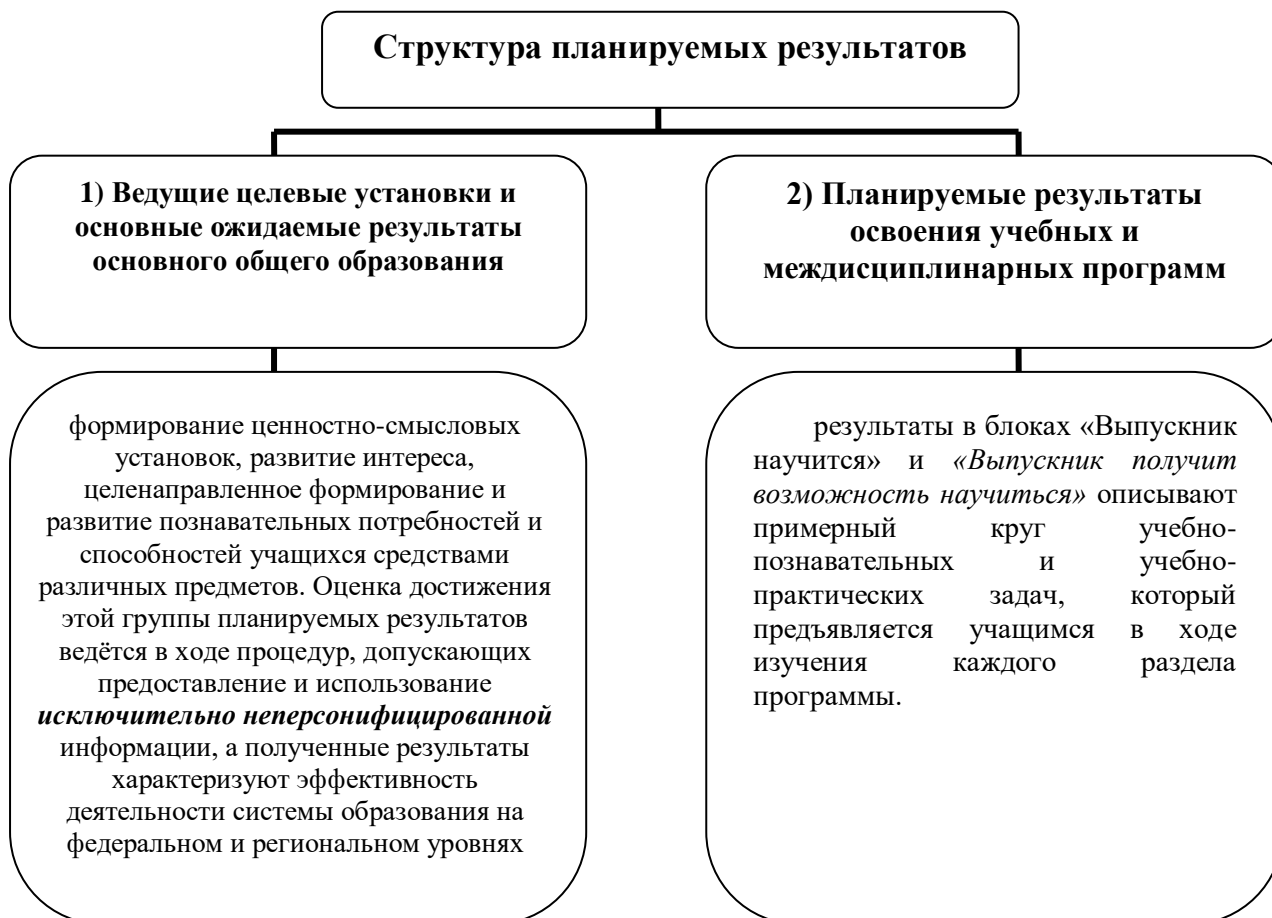 Структура планируемых результатов
1) Ведущие целевые установки и
основные ожидаемые результаты
основного общего образования
2) Планируемые результаты
освоения учебных и
междисциплинарных программ
формирование ценностно-смысловых
установок, развитие интереса,
целенаправленное формирование и
развитие познавательных потребностей и
способностей учащихся средствами
различных предметов. Оценка достижения
этой группы планируемых результатов
ведётся в ходе процедур, допускающих
предоставление и использование
исключительно неперсонифицированной
информации, а полученные результаты
характеризуют эффективность
деятельности системы образования на
федеральном и региональном уровнях
результаты в блоках «Выпускник
научится» и «Выпускник получит
возможность научиться» описывают
примерный круг учебно-
познавательных и учебно-
практических задач, который
предъявляется учащимся в ходе
изучения каждого раздела
программы.